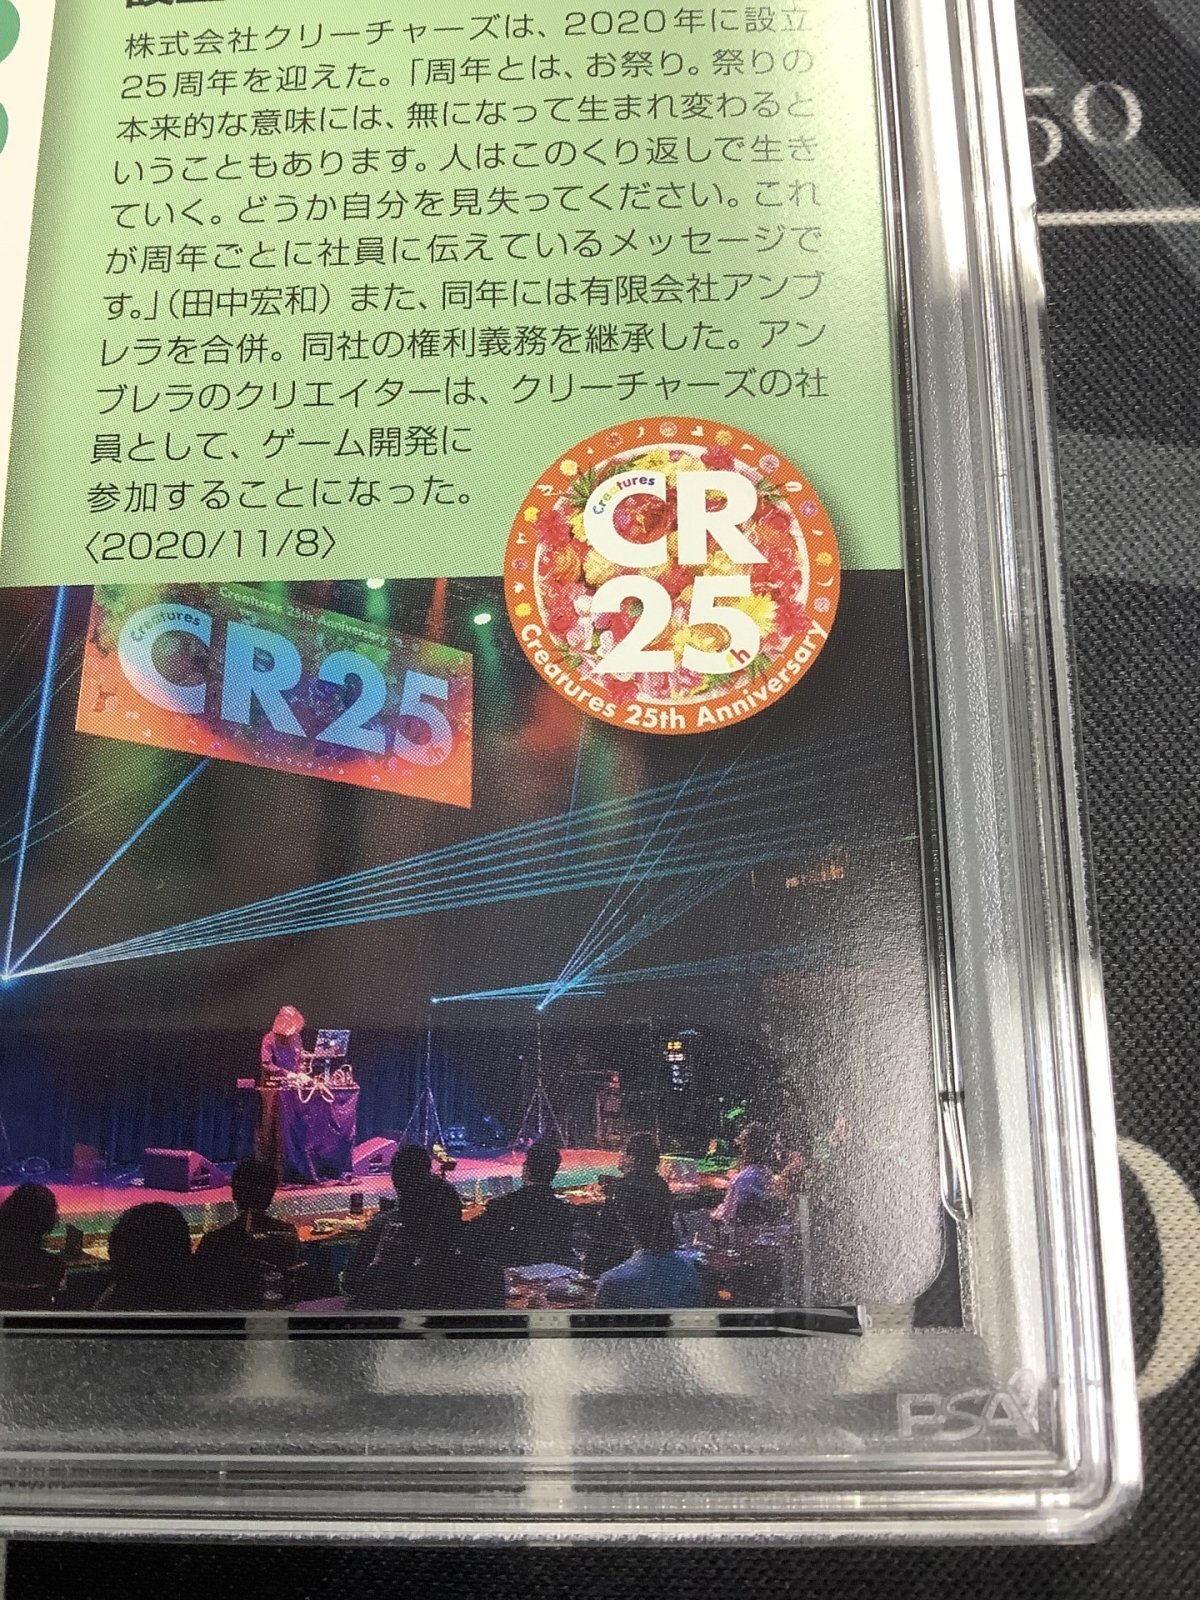 株式会社クリーチャーズは、2020年に設立
25周年を迎えた。「周年とは、お祭り。祭りの
本来的な意味には、無になって生まれ変わると
いうこともあります。人はこのくり返しで生き
ていく。どうか自分を見失ってください。これ
が周年ごとに社員に伝えているメッセージで
す。」（田中宏和） また、同年には有限会社アンブ
レラを合併。同社の権利義務を継承した。アン
ブレラのクリエイターは、クリーチャーズの社
員として、ゲーム開発に
参加することになった。
〈2020/11/8〉
Creatures
CR
25th
Creatures 25th Anniversary
Creatures 25th Anniversary
Creatures
CR25th
50
PSA